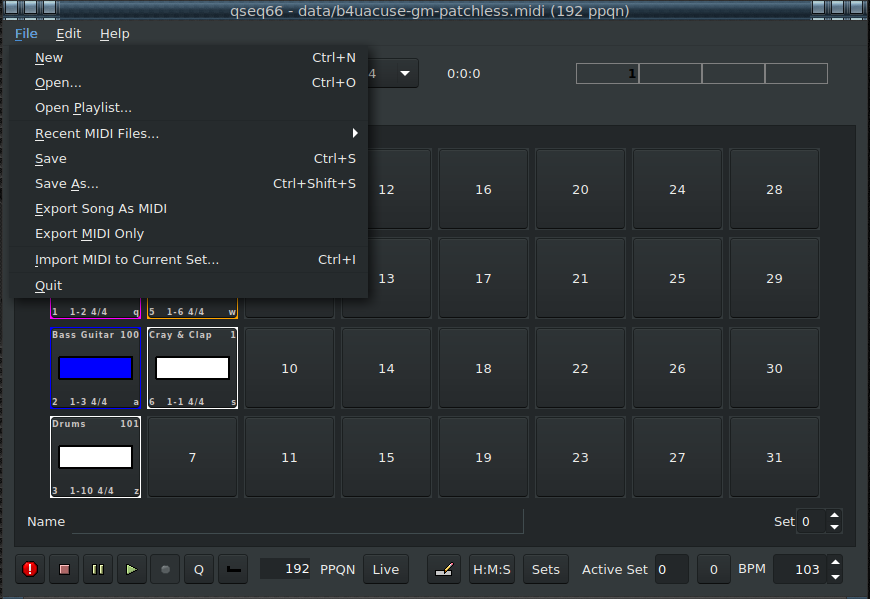 qseq66 - data/b4uacuse-gm-patchless.midi (192 ppqn)
File Edit Help
New Ctrl+N
Open... Ctrl+O
Open Playlist...
Recent MIDI Files...
Save Ctrl+S
Save As... Ctrl+Shift+S
Export Song As MIDI
Export MIDI Only
Import MIDI to Current Set... Ctrl+I
Quit
4 0:0:0 1
12 16 20 24 28
13 17 21 25 29
1 1-2 4/4 q 5 1-6 4/4 w
Bass Guitar 100 Cray & Clap 1
10 14 18 22 26 30
2 1-3 4/4 a 6 1-1 4/4 s
Drums 101
7 11 15 19 23 27 31
3 1-10 4/4 z
Name Set 0
Q 192 PPQN Live H:M:S Sets Active Set 0 0 BPM 103